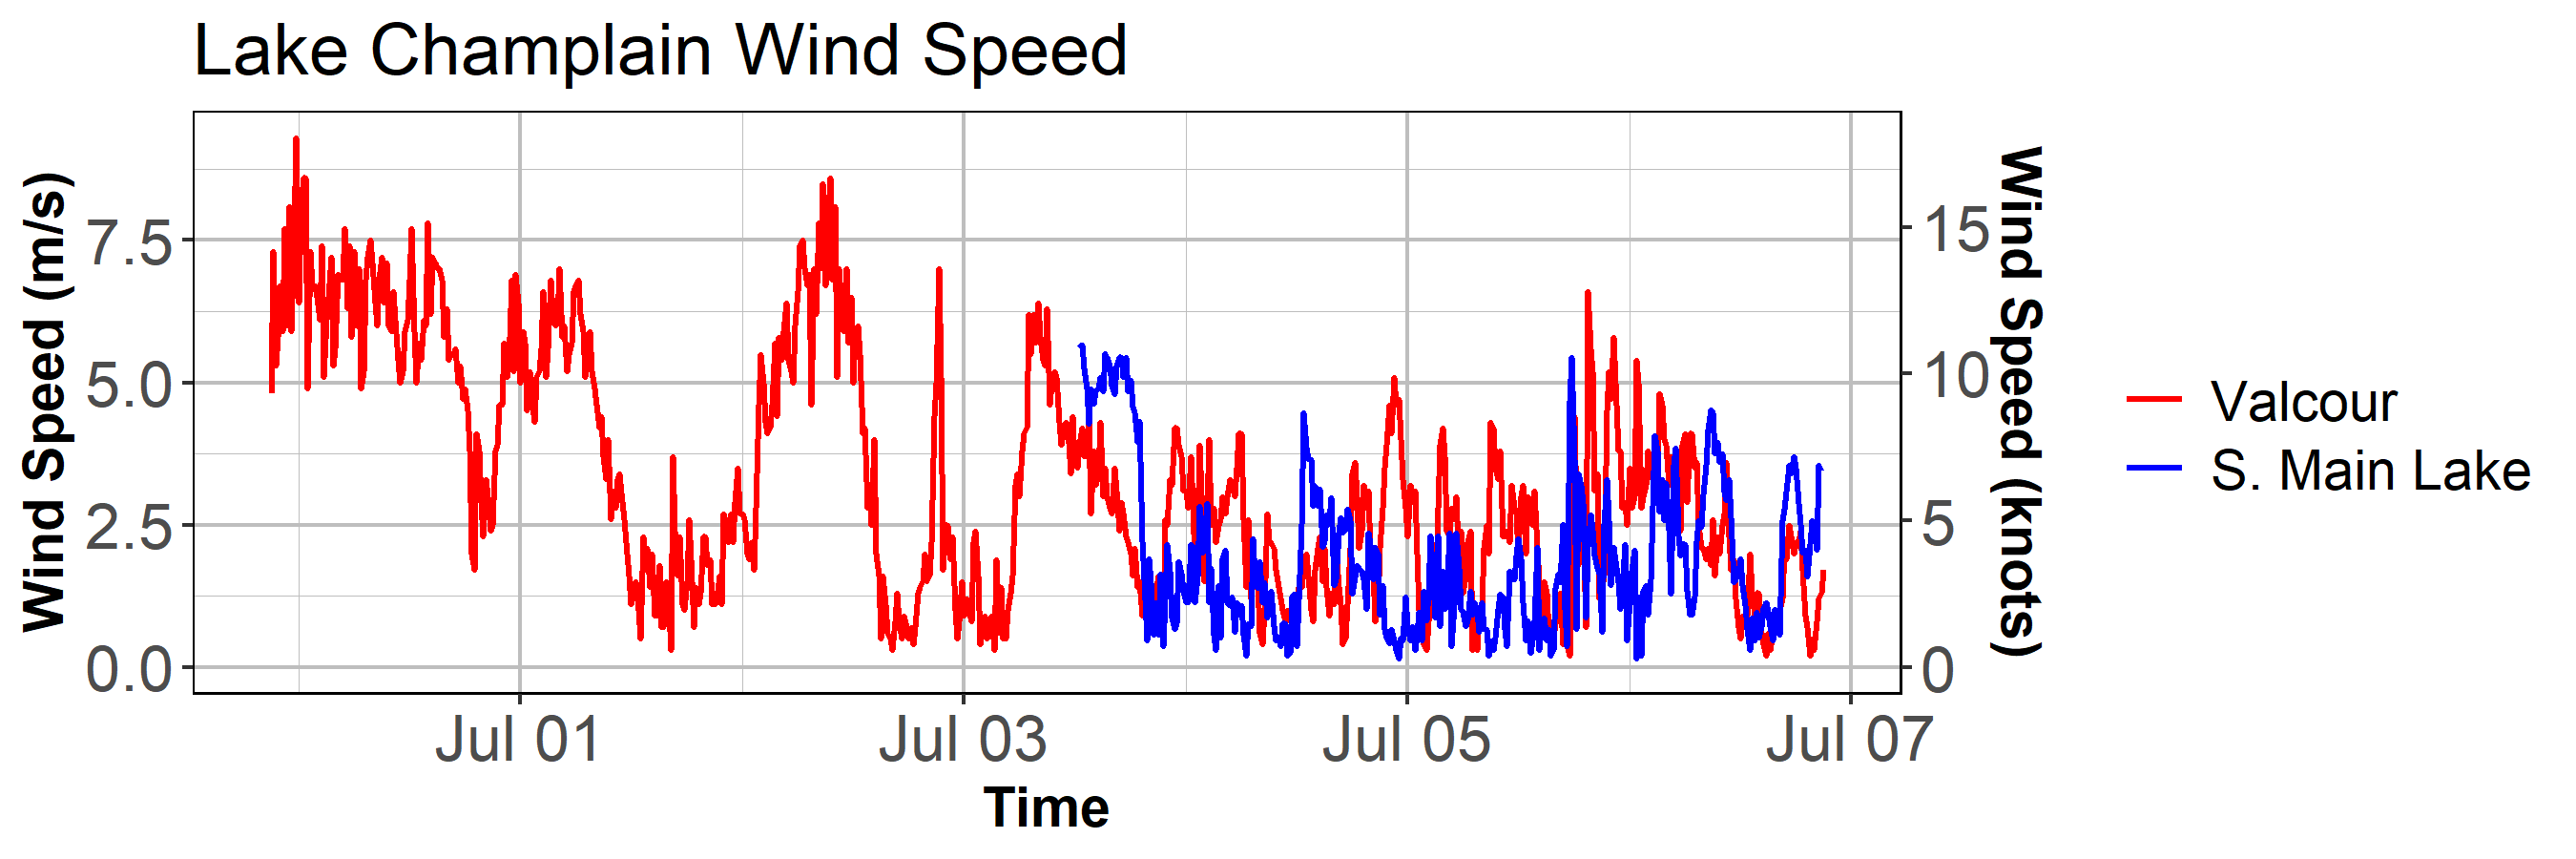 Lake Champlain Wind Speed
Wind Speed (m/s)
7.5
5.0
2.5
0.0
15
10
5
0
Wind Speed (knots)
Jul 01
Jul 03
Jul 05
Jul 07
Time
Valcour
S. Main Lake